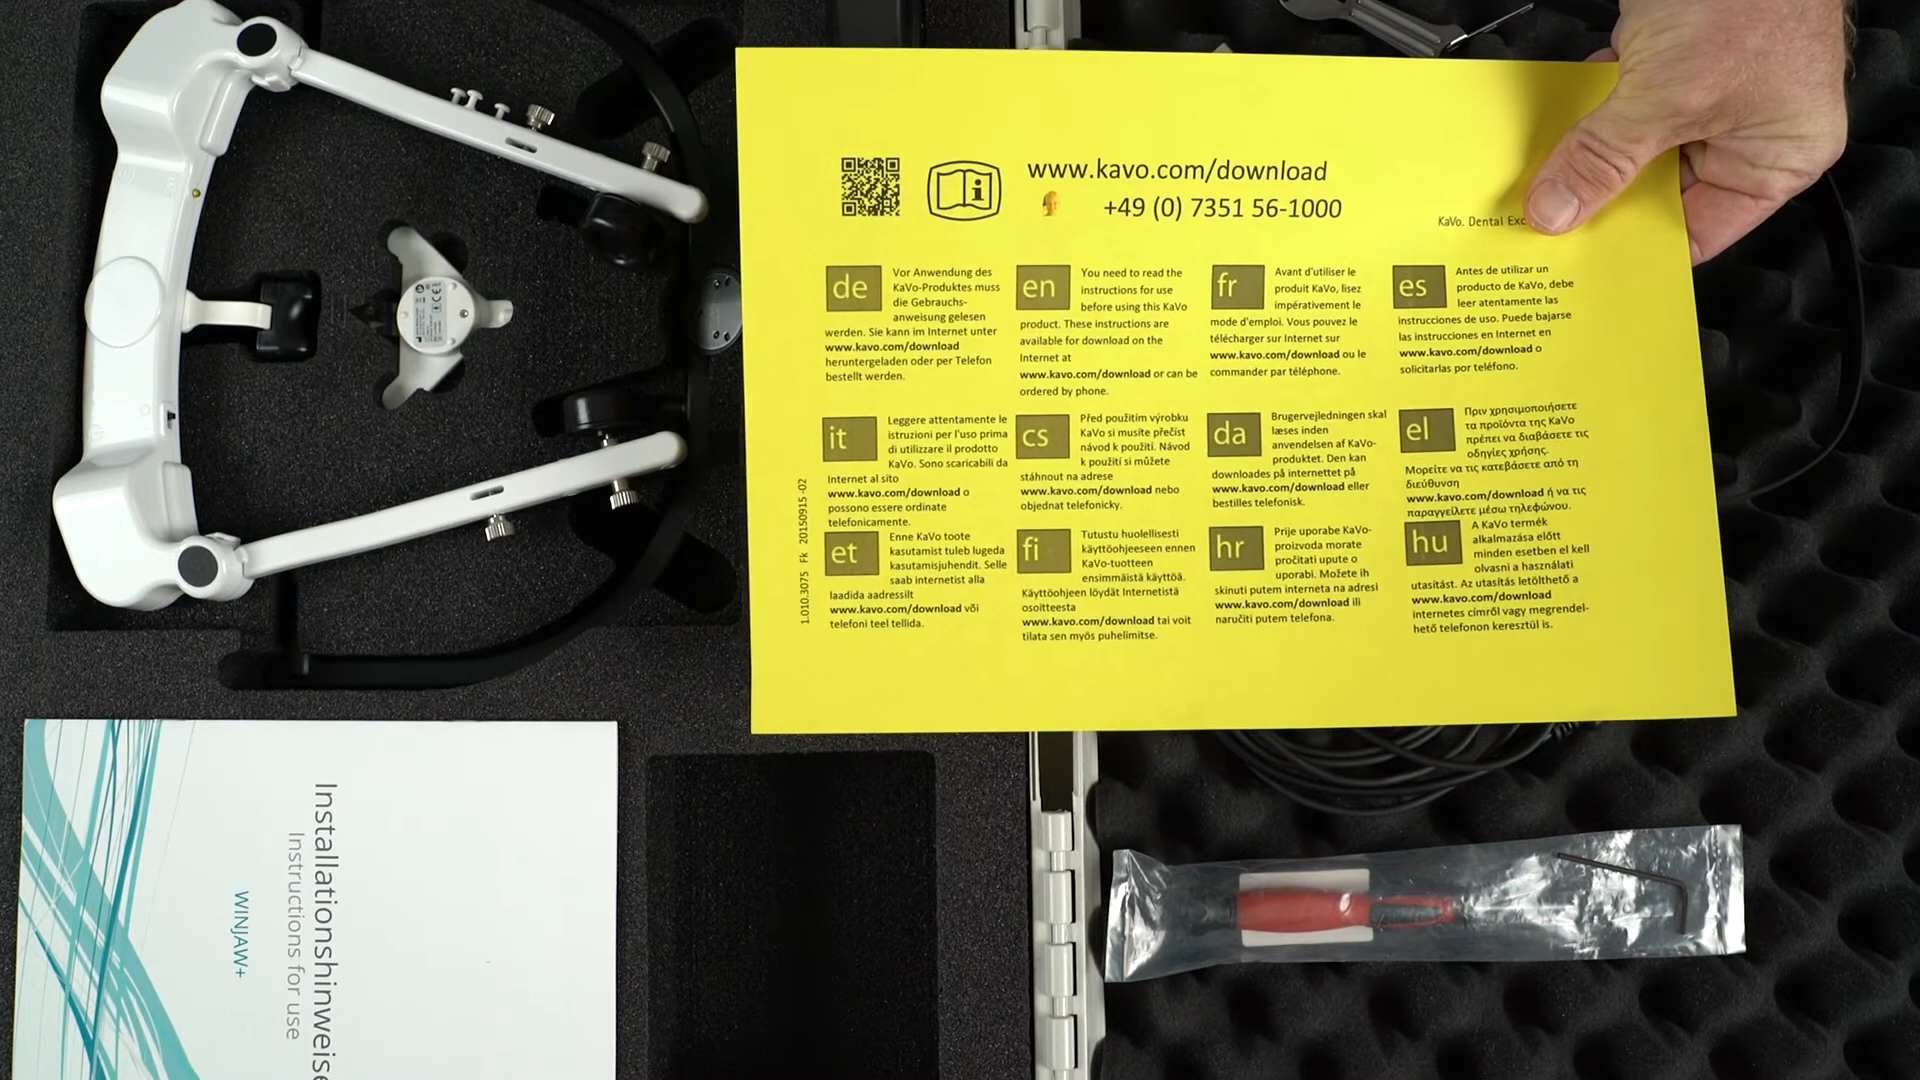 www.kavo.com/download
+49 (0) 7351 56-1000
KaVo. Dental
de
Vor Anwendung des
KaVo-Produktes muss
die Gebrauchs-
anweisung gelesen
werden. Sie kann im Internet unter
www.kavo.com/download
heruntergeladen oder per Telefon
bestellt werden.
en
You need to read the
instructions for use
before using this KaVo
product. These instructions are
available for download on the
Internet at
www.kavo.com/download or can be
ordered by phone.
fr
Avant d'utiliser le
produit KaVo, lisez
impérativement le
mode d'emploi. Vous pouvez le
télécharger sur Internet sur
www.kavo.com/download ou le
commander par téléphone.
es
Antes de utilizar un
producto de KaVo, debe
leer atentamente las
instrucciones de uso. Puede bajarse
las instrucciones en Internet en
www.kavo.com/download o
solicitarlas por teléfono.
it
Leggere attentamente le
istruzioni per l'uso prima
di utilizzare il prodotto
KaVo. Sono scaricabili da
Internet al sito
www.kavo.com/download o
possono essere ordinate
telefonicamente.
cs
Před použitím výrobku
KaVo si musíte přečíst
návod k použití. Návod
k použití si můžete
stáhnout na adrese
www.kavo.com/download nebo
objednat telefonicky.
da
Brugervejledningen skal
læses inden
anvendelsen af KaVo-
produktet. Den kan
downloades på internettet på
www.kavo.com/download eller
bestilles telefonisk.
el
Πριν χρησιμοποιήσετε
τα προϊόντα της KaVo
πρέπει να διαβάσετε τις
οδηγίες χρήσης.
Μορείτε να τις κατεβάσετε από τη
διεύθυνση
www.kavo.com/download ή να τις
παραγγείλετε μέσω τηλεφώνου.
et
Enne KaVo toote
kasutamist tuleb lugeda
kasutamisjuhendit. Selle
saab internetist alla
laadida aadressilt
www.kavo.com/download või
telefoni teel tellida.
fi
Tutustu huolellisesti
käyttöohjeeseen ennen
KaVo-tuotteen
ensimmäistä käyttöä.
Käyttöohjeen löydät Internetistä
osoitteesta
www.kavo.com/download tai voit
tilata sen myös puhelimitse.
hr
Prije uporabe KaVo-
proizvoda morate
pročitati upute o
uporabi. Možete ih
skinuti putem interneta na adresi
www.kavo.com/download ili
naručiti putem telefona.
hu
A KaVo termék
alkalmazása előtt
minden esetben el kell
olvasni a használati
utasítást. Az utasítás letölthető a
www.kavo.com/download
internetes címről vagy megrendel-
hető telefonon keresztül is.
1.010.3075 Fk 20150915 -02
Installationshinweise
Instructions for use
WINJAW+